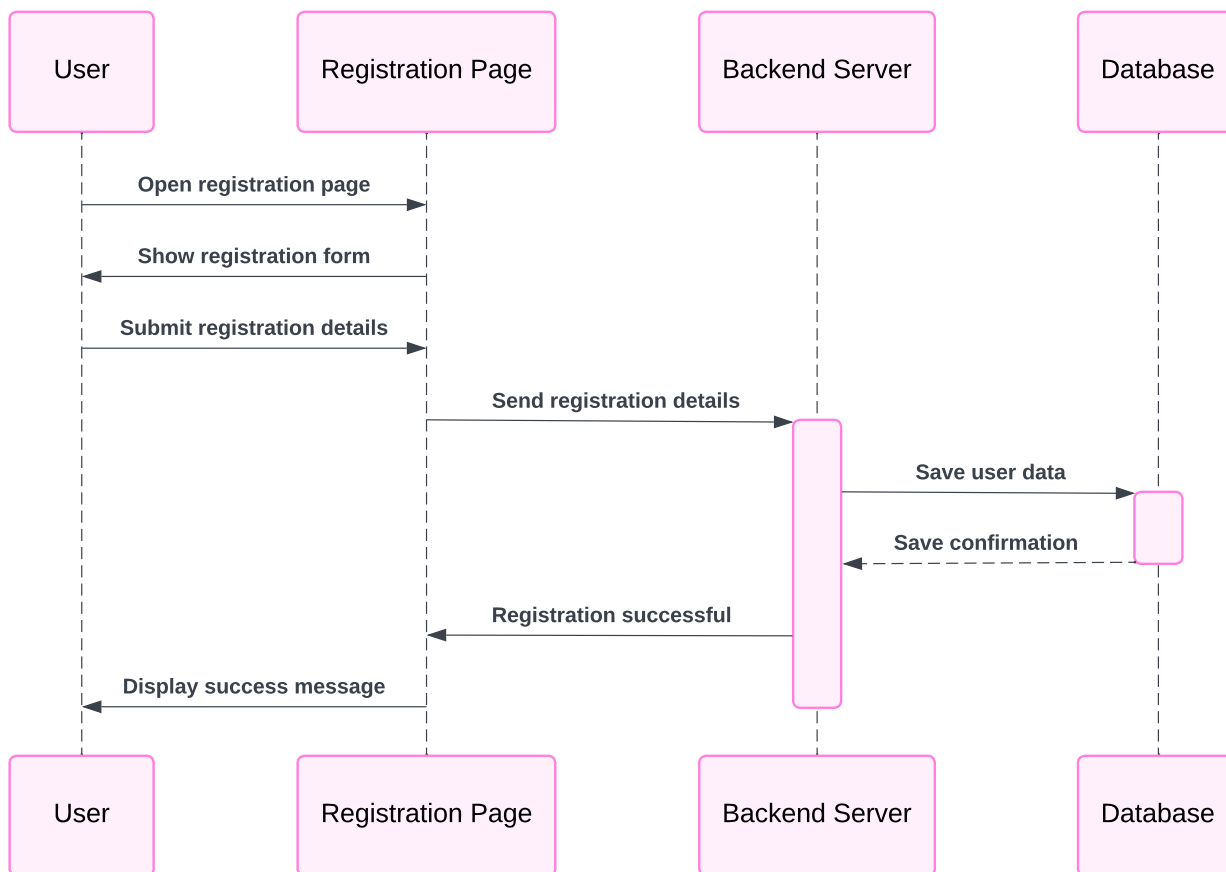 User
Registration Page
Backend Server
Database
Open registration page
Show registration form
Submit registration details
Send registration details
Save user data
Save confirmation
Registration successful
Display success message
User
Registration Page
Backend Server
Database